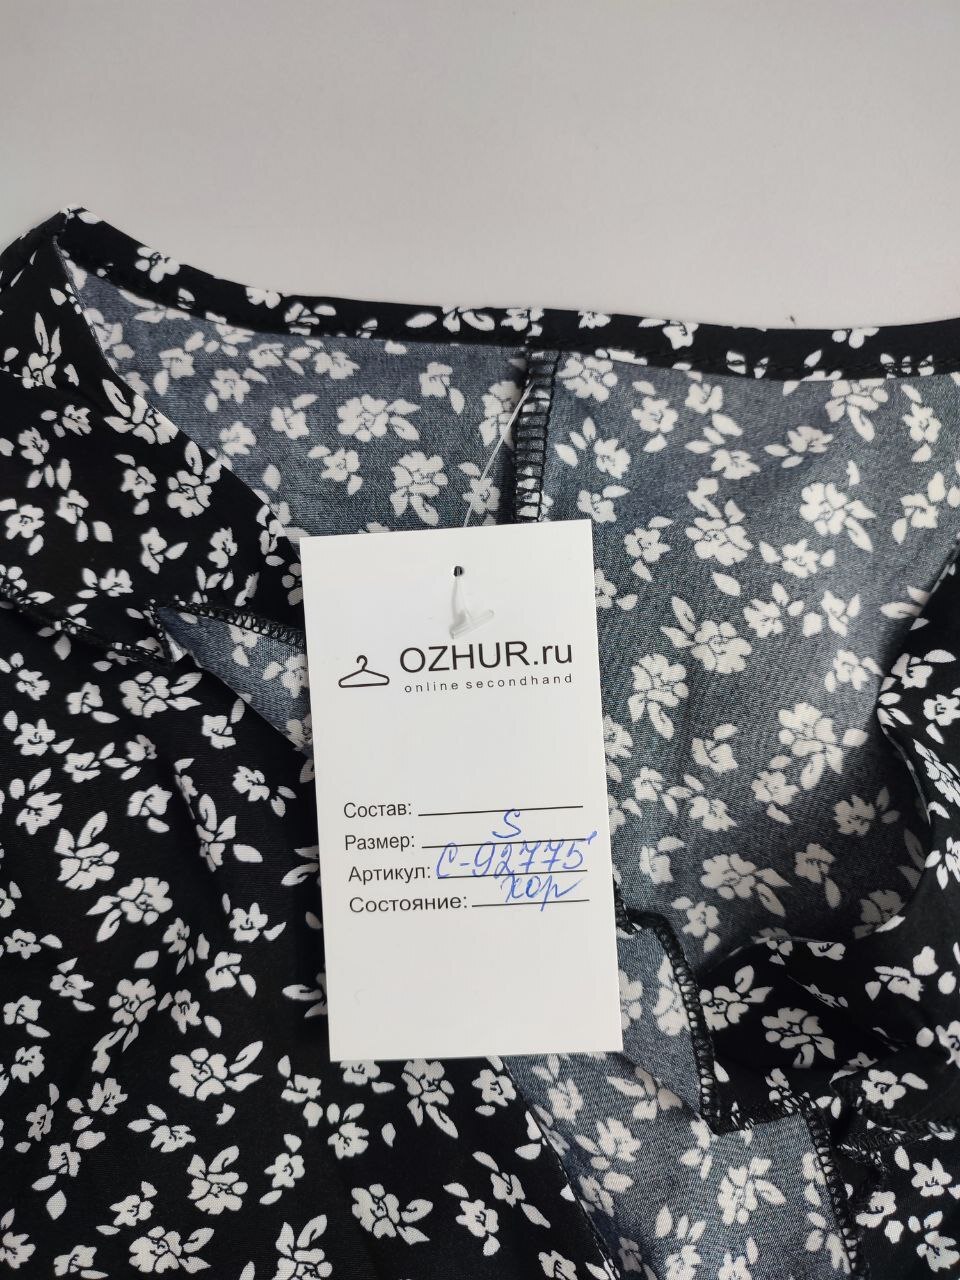 OZHUR.ru
online secondhand
Состав:
Размер: S
Артикул: С-92775
Состояние: хор